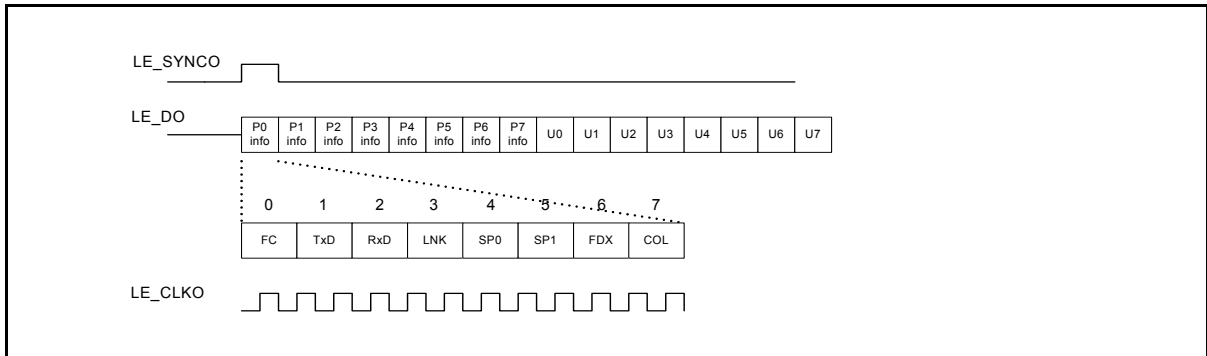 LE_SYNCO
LE_DO
P0 info P1 info P2 info P3 info P4 info P5 info P6 info P7 info U0 U1 U2 U3 U4 U5 U6 U7
0 1 2 3 4 5 6 7
FC TxD RxD LNK SP0 SP1 FDX COL
LE_CLKO